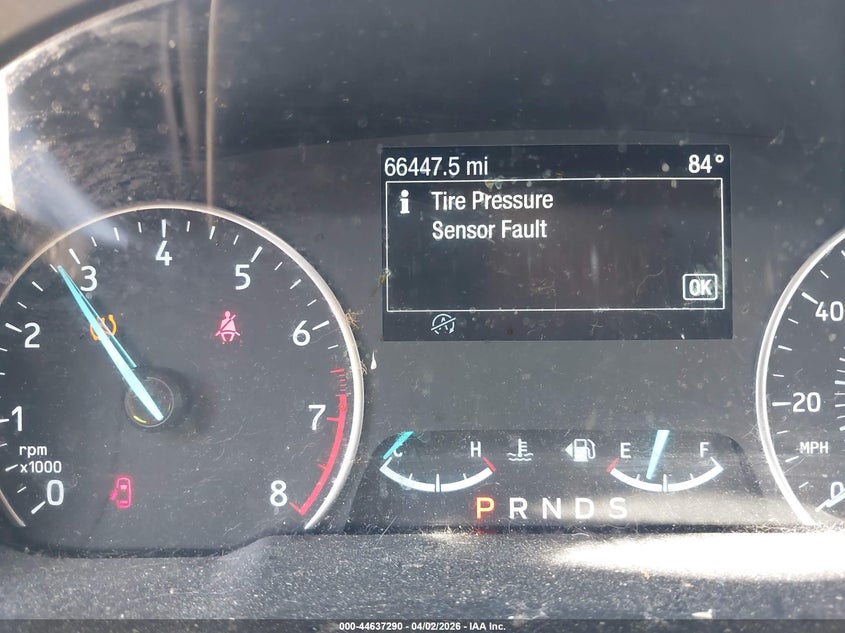 66447.5 mi 84°
i Tire Pressure
Sensor Fault
OK
0 1 2 3 4 5 6 7 8
rpm
x1000
C H E F
P R N D S
0 20 40
MPH
000-44637290 - 04/02/2026 - IAA Inc.